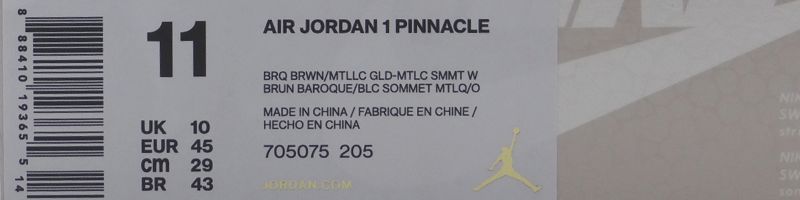 8 88410 19365 5 14
11
UK 10
EUR 45
cm 29
BR 43
AIR JORDAN 1 PINNACLE
BRQ BRWN/MTLLC GLD-MTLC SMMT W
BRUN BAROQUE/BLC SOMMET MTLQ/O
MADE IN CHINA / FABRIQUE EN CHINE /
HECHO EN CHINA
705075 205
JORDAN.COM